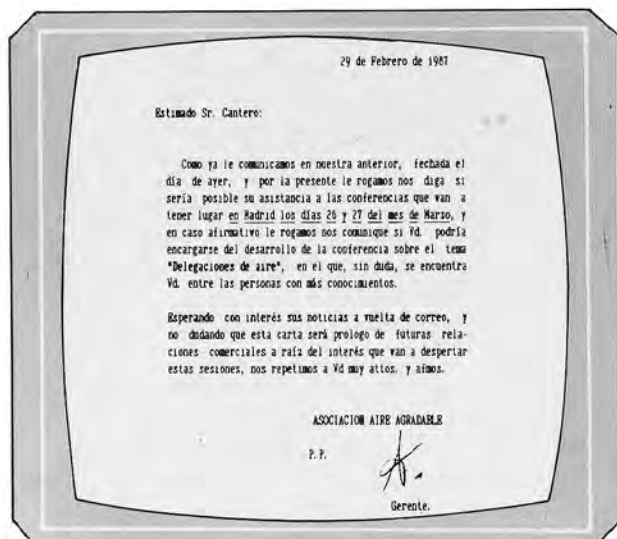 29 de Febrero de 1987
Estimado Sr. Cantero:
Como ya le comunicamos en nuestra anterior, fechada el
día de ayer, y por la presente le rogamos nos diga si
sería posible su asistencia a las conferencias que van a
tener lugar en Madrid los días 26 y 27 del mes de Marzo, y
en caso afirmativo le rogamos nos comunique si Vd. podría
encargarse del desarrollo de la conferencia sobre el tema
"Delegaciones de aire", en el que, sin duda, se encuentra
Vd. entre las personas con más conocimientos.
Esperando con interés sus noticias a vuelta de correo, y
no dudando que esta carta será prologo de futuras rela-
ciones comerciales a raíz del interés que van a despertar
estas sesiones, nos repetimos a Vd muy attos. y afmos.
ASOCIACION AIRE AGRADABLE
P.P.
Gerente.